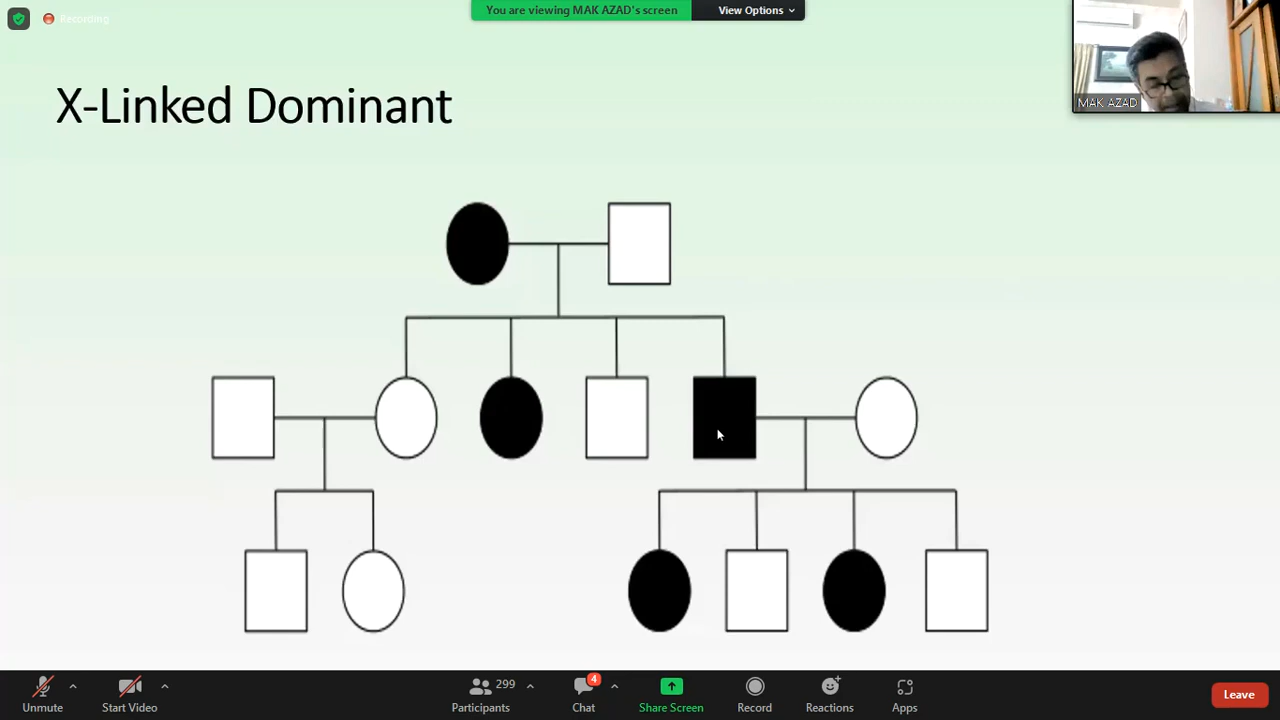 Recording
You are viewing MAK AZAD's screen
View Options
MAK AZAD
X-Linked Dominant
Unmute
Start Video
299
Participants
4
Chat
Share Screen
Record
Reactions
Apps
Leave